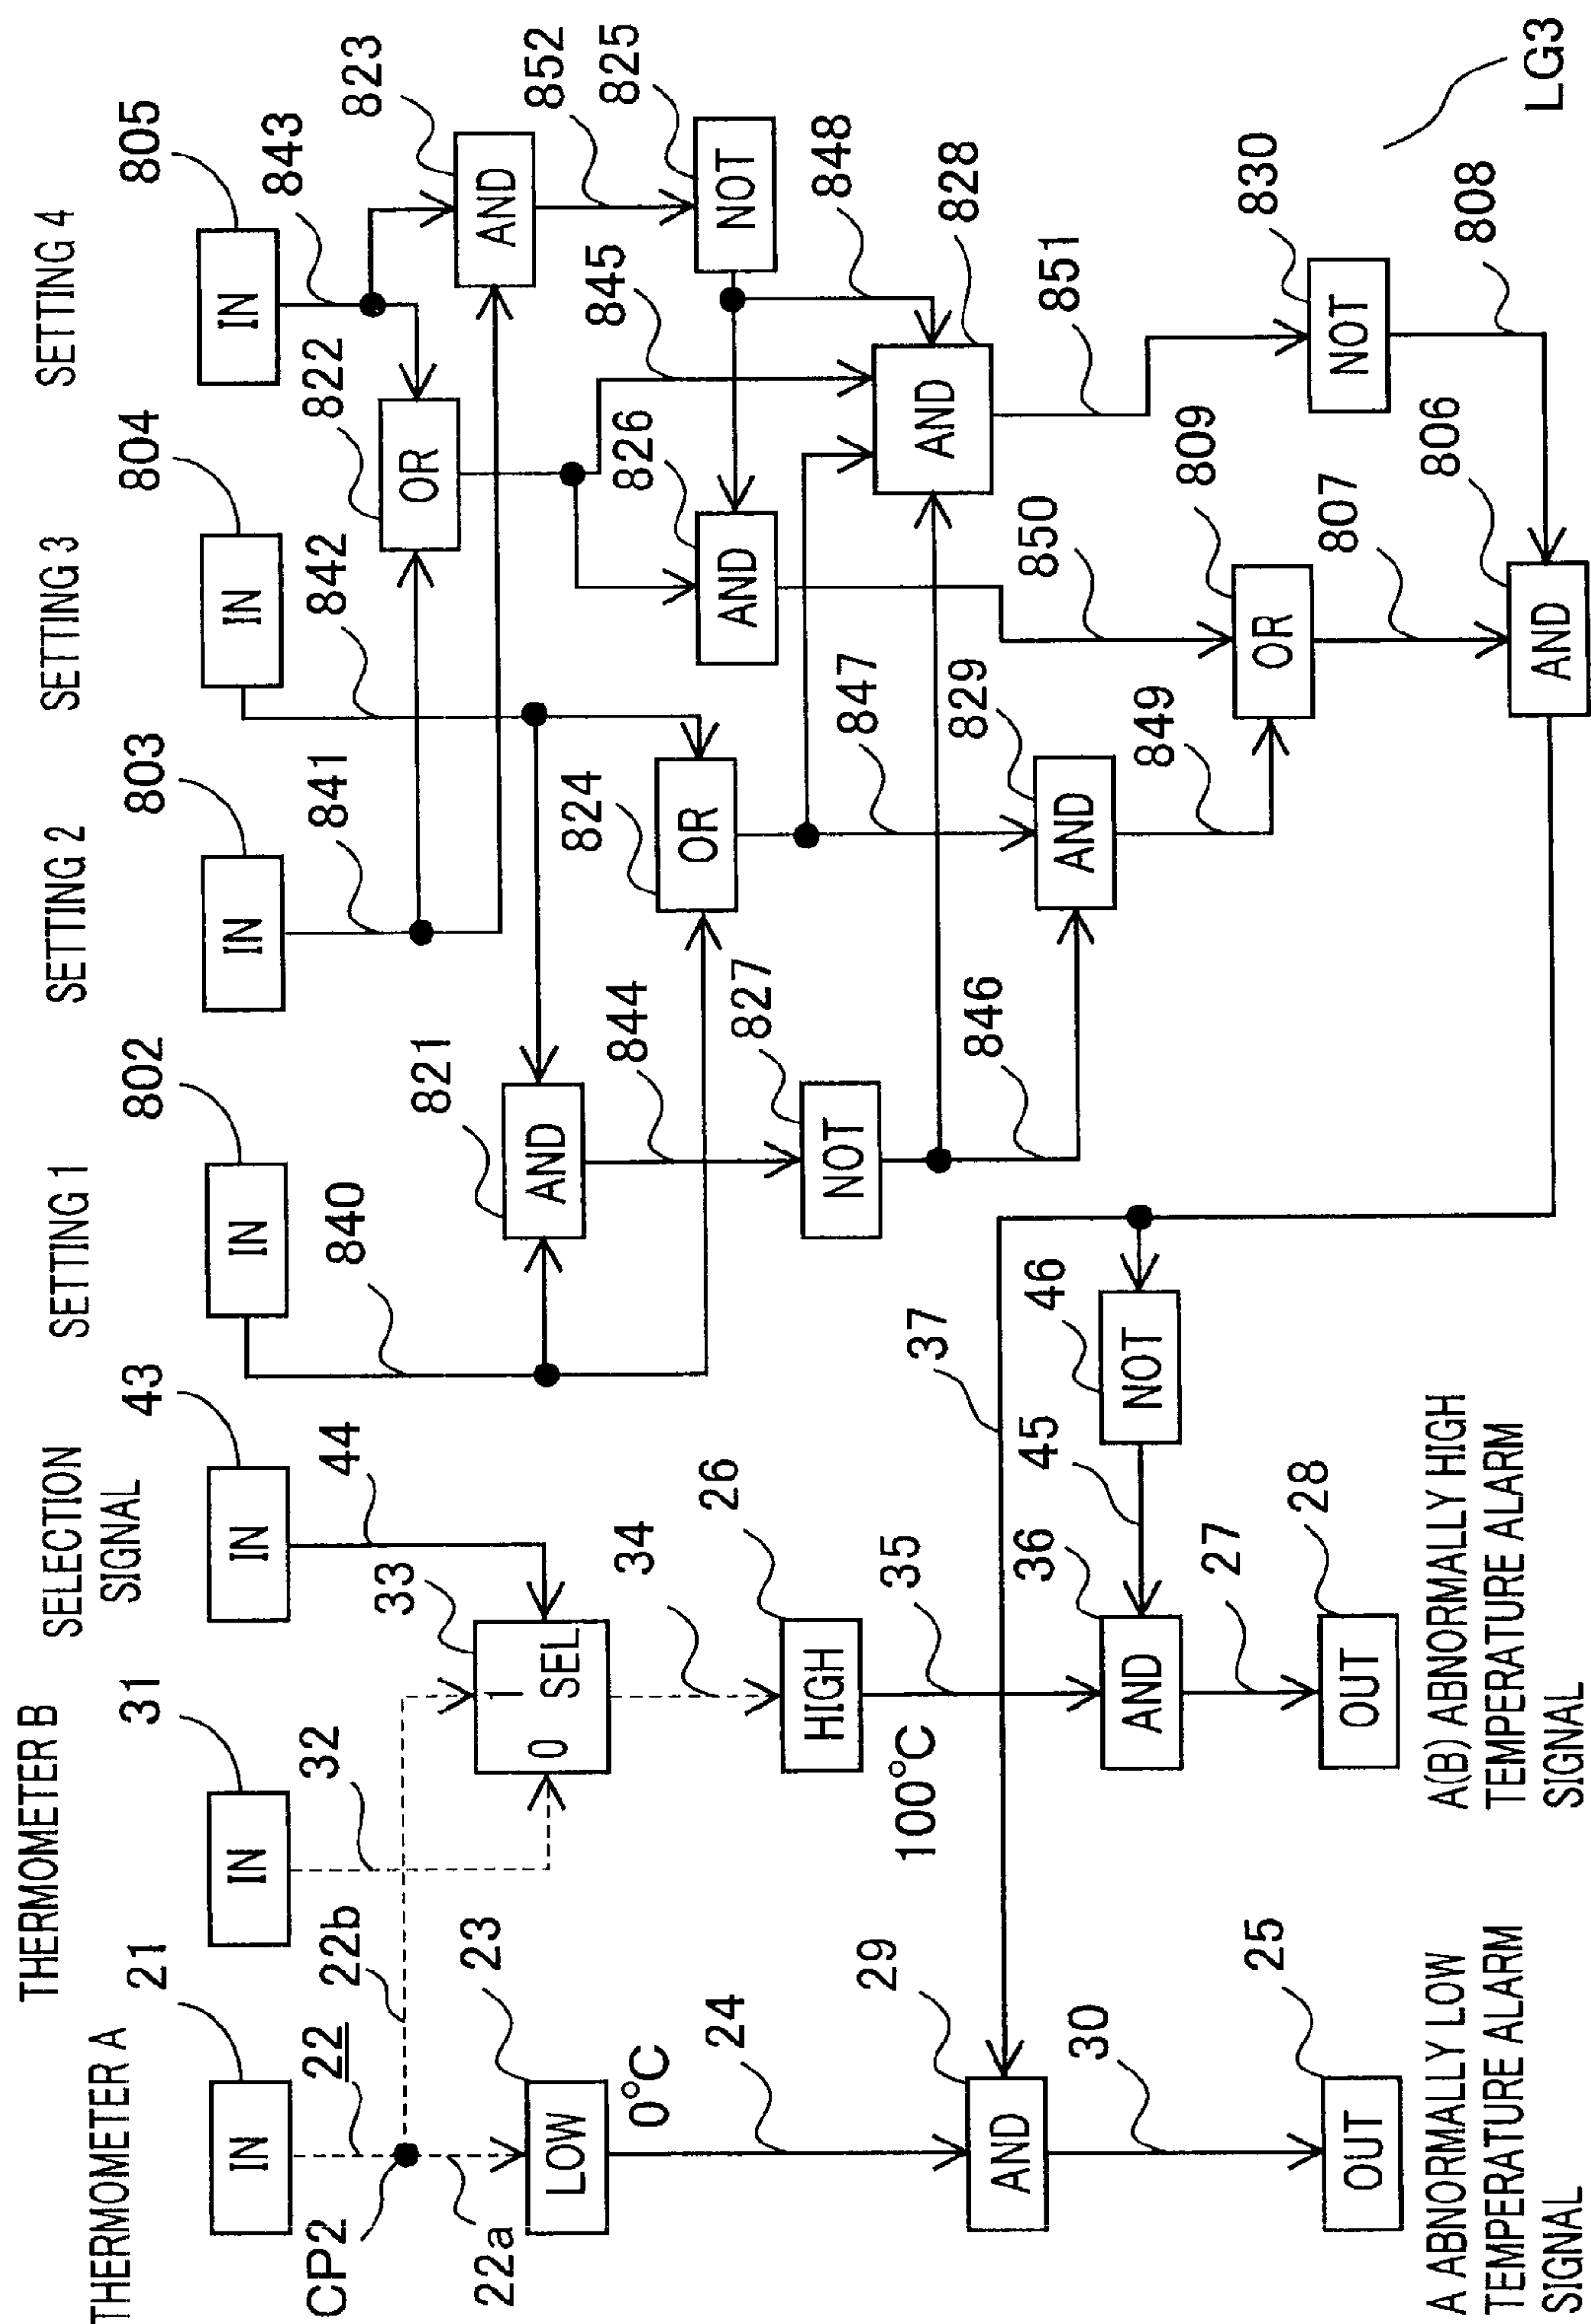 THERMOMETER A
THERMOMETER B
SELECTION
SIGNAL
SETTING 1
SETTING 2
SETTING 3
SETTING 4
21
31
43
802
803
804
805
IN
IN
IN
IN
IN
IN
IN
CP2
22
22b
22a
32
44
840
841
842
843
33
1
0 SEL
821
AND
822
OR
823
AND
852
23
LOW
0°C
34
844
824
OR
845
825
NOT
24
26
HIGH
100°C
827
NOT
826
AND
848
29
AND
35
37
846
847
828
AND
829
AND
850
851
30
36
AND
45
46
NOT
849
809
OR
830
NOT
25
OUT
27
28
OUT
807
808
806
AND
A ABNORMALLY LOW
TEMPERATURE ALARM
SIGNAL
A(B) ABNORMALLY HIGH
TEMPERATURE ALARM
SIGNAL
LG3